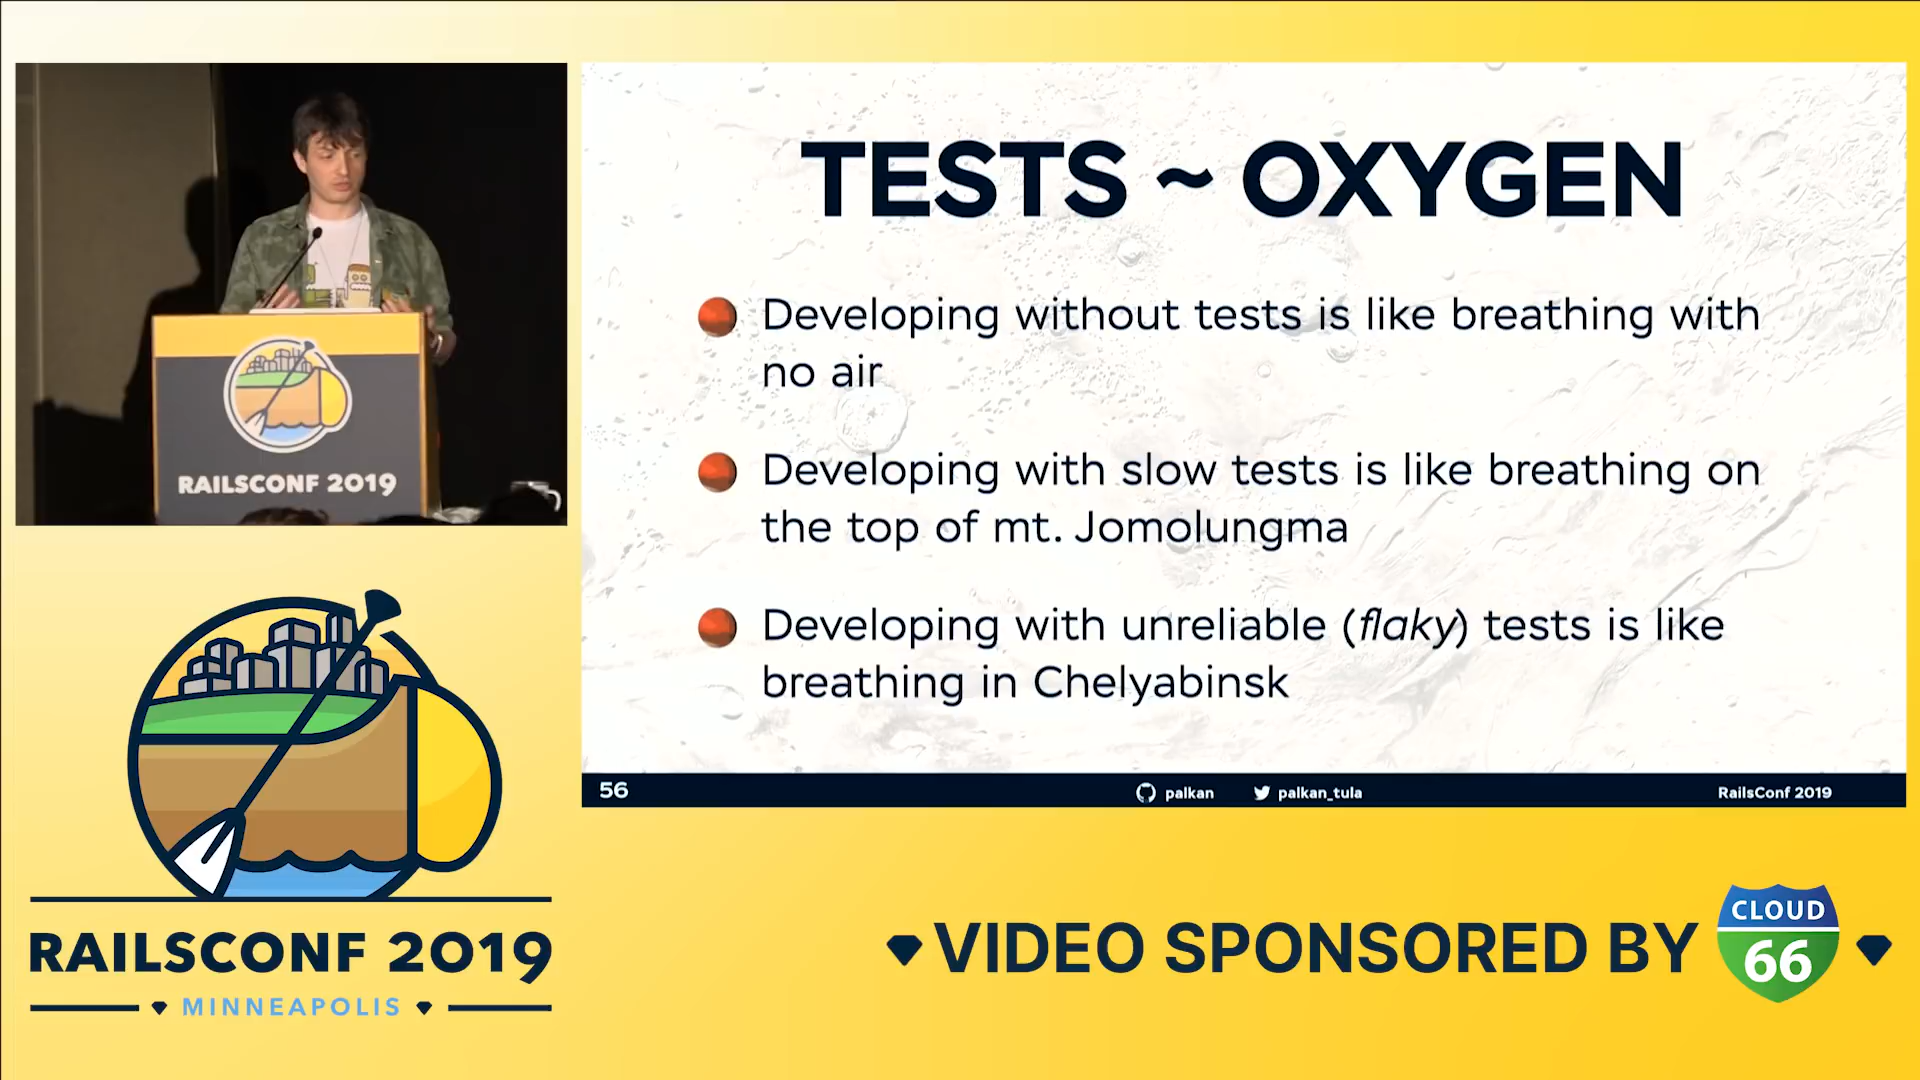 TESTS ~ OXYGEN
Developing without tests is like breathing with
no air
Developing with slow tests is like breathing on
the top of mt. Jomolungma
Developing with unreliable (flaky) tests is like
breathing in Chelyabinsk
56
palkan
palkan_tula
RailsConf 2019
RAILSCONF 2019
RAILSCONF 2019
MINNEAPOLIS
VIDEO SPONSORED BY
CLOUD
66